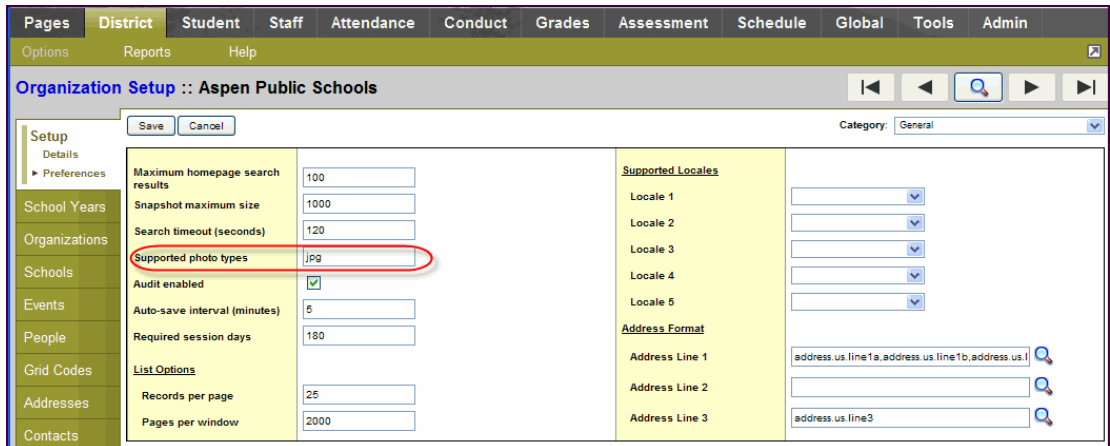 Pages District Student Staff Attendance Conduct Grades Assessment Schedule Global Tools Admin
Options Reports Help
Organization Setup :: Aspen Public Schools
Setup
Details
Preferences
School Years
Organizations
Schools
Events
People
Grid Codes
Addresses
Contacts
Save Cancel
Category: General
Maximum homepage search results 100
Snapshot maximum size 1000
Search timeout (seconds) 120
Supported photo types jpg
Audit enabled
Auto-save interval (minutes) 5
Required session days 180
List Options
Records per page 25
Pages per window 2000
Supported Locales
Locale 1
Locale 2
Locale 3
Locale 4
Locale 5
Address Format
Address Line 1 address.us.line1a,address.us.line1b,address.us.l
Address Line 2
Address Line 3 address.us.line3